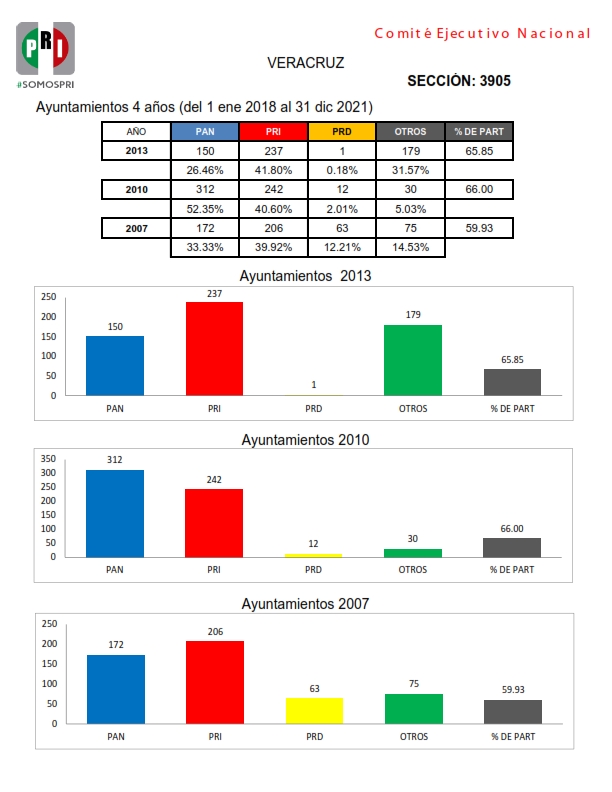 Comité Ejecutivo Nacional
PRI
#SOMOSPRI
VERACRUZ
SECCIÓN: 3905
Ayuntamientos 4 años (del 1 ene 2018 al 31 dic 2021)
AÑO PAN PRI PRD OTROS % DE PART
2013 150 237 1 179 65.85
26.46% 41.80% 0.18% 31.57%
2010 312 242 12 30 66.00
52.35% 40.60% 2.01% 5.03%
2007 172 206 63 75 59.93
33.33% 39.92% 12.21% 14.53%
Ayuntamientos 2013
250
200
150
100
50
0
150
237
1
179
65.85
PAN PRI PRD OTROS % DE PART
Ayuntamientos 2010
350
300
250
200
150
100
50
0
312
242
12
30
66.00
PAN PRI PRD OTROS % DE PART
Ayuntamientos 2007
250
200
150
100
50
0
172
206
63
75
59.93
PAN PRI PRD OTROS % DE PART